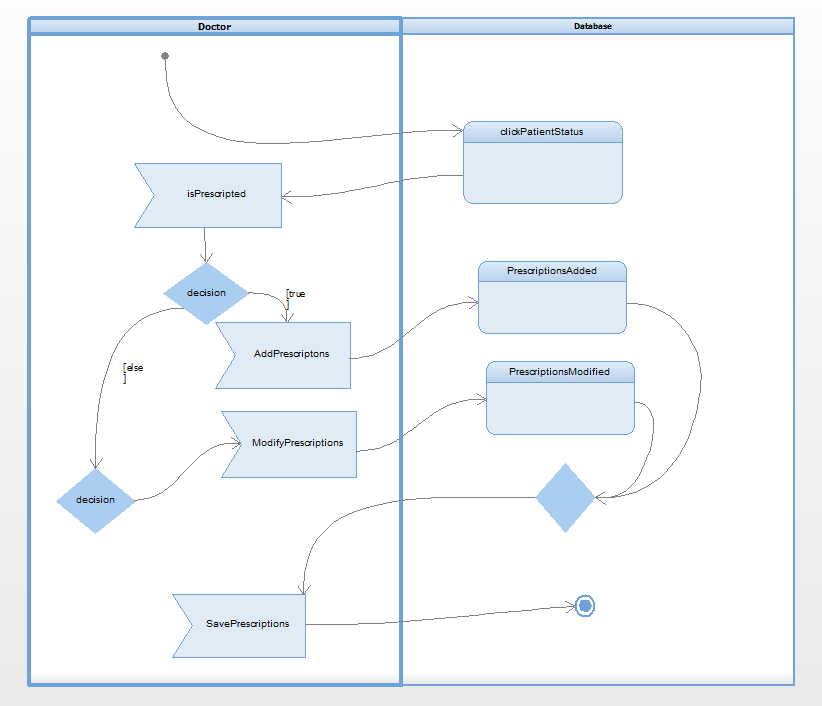 Doctor
Database
clickPatientStatus
isPrescripted
decision
[true
]
PrescriptionsAdded
AddPrescriptons
[else
]
PrescriptionsModified
ModifyPrescriptions
decision
SavePrescriptions